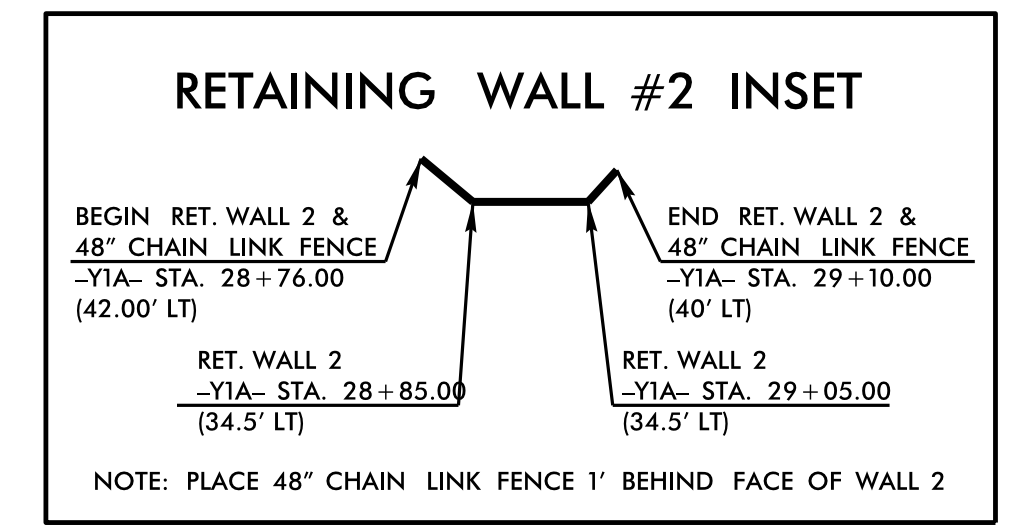 RETAINING WALL #2 INSET
BEGIN RET. WALL 2 &
48" CHAIN LINK FENCE
–Y1A– STA. 28+76.00
(42.00' LT)
END RET. WALL 2 &
48" CHAIN LINK FENCE
–Y1A– STA. 29+10.00
(40' LT)
RET. WALL 2
–Y1A– STA. 28+85.00
(34.5' LT)
RET. WALL 2
–Y1A– STA. 29+05.00
(34.5' LT)
NOTE: PLACE 48" CHAIN LINK FENCE 1' BEHIND FACE OF WALL 2